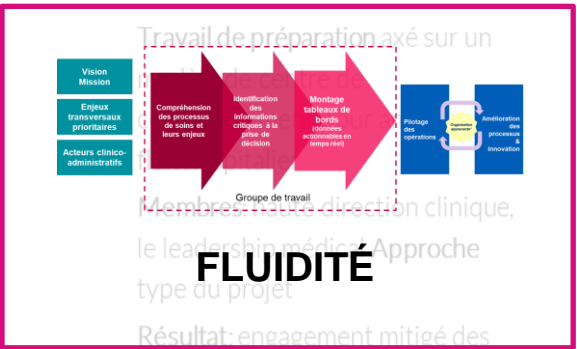 Travail de préparation axé sur un
Vision
Mission
Enjeux
transversaux
prioritaires
Acteurs clinico-
administratifs
Compréhension
des processus
de soins et
leurs enjeux
Identification
des
informations
critiques à la
prise de
décision
Montage
tableaux de
bords
(données
actionnables en
temps réel)
Groupe de travail
Pilotage
des
opérations
Organisation
apprenante
Amélioration
des
processus
&
Innovation
Membres: haute direction clinique,
le leadership médical Approche
FLUIDITÉ
type du projet
Résultat: engagement mitigé des